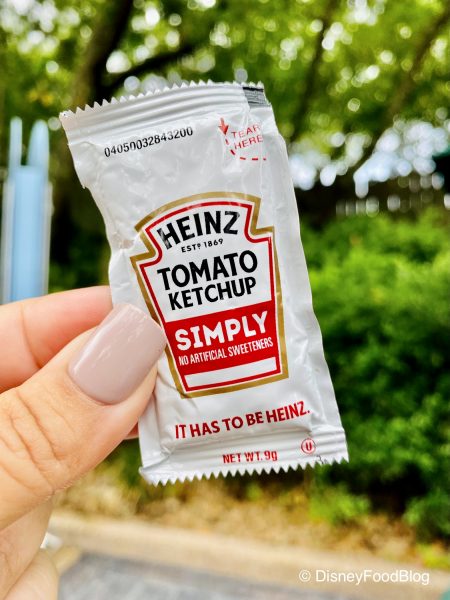 04050032843200
TEAR
HERE
HEINZ
ESTD 1869
TOMATO
KETCHUP
SIMPLY
NO ARTIFICIAL SWEETENERS
IT HAS TO BE HEINZ.
U
NET WT. 9g
© DisneyFoodBlog